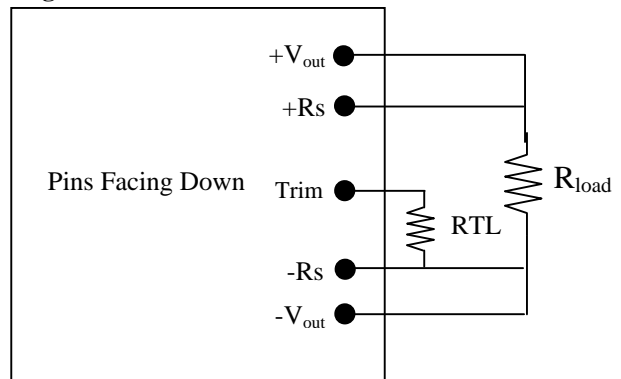 +Vout
+Rs
Pins Facing Down
Trim
Rload
RTL
-Rs
-Vout